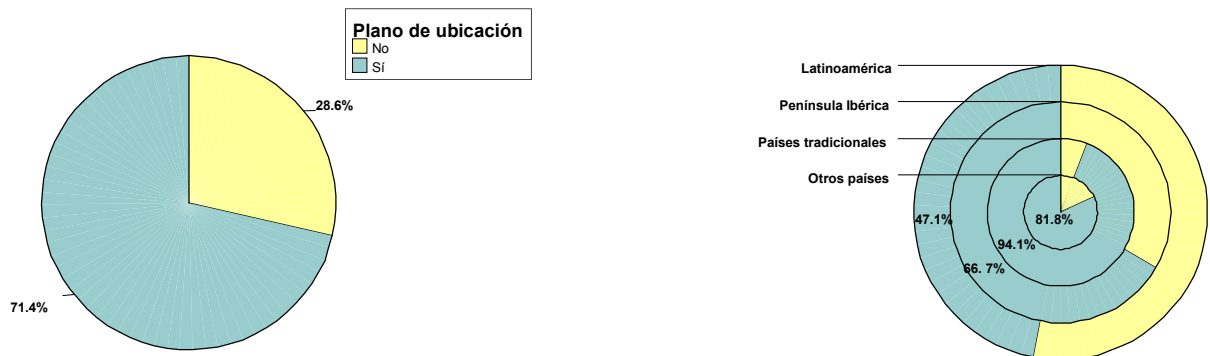 Plano de ubicación
No
Sí
28.6%
71.4%
Latinoamérica
Península Ibérica
Países tradicionales
Otros países
47.1%
81.8%
94.1%
66. 7%